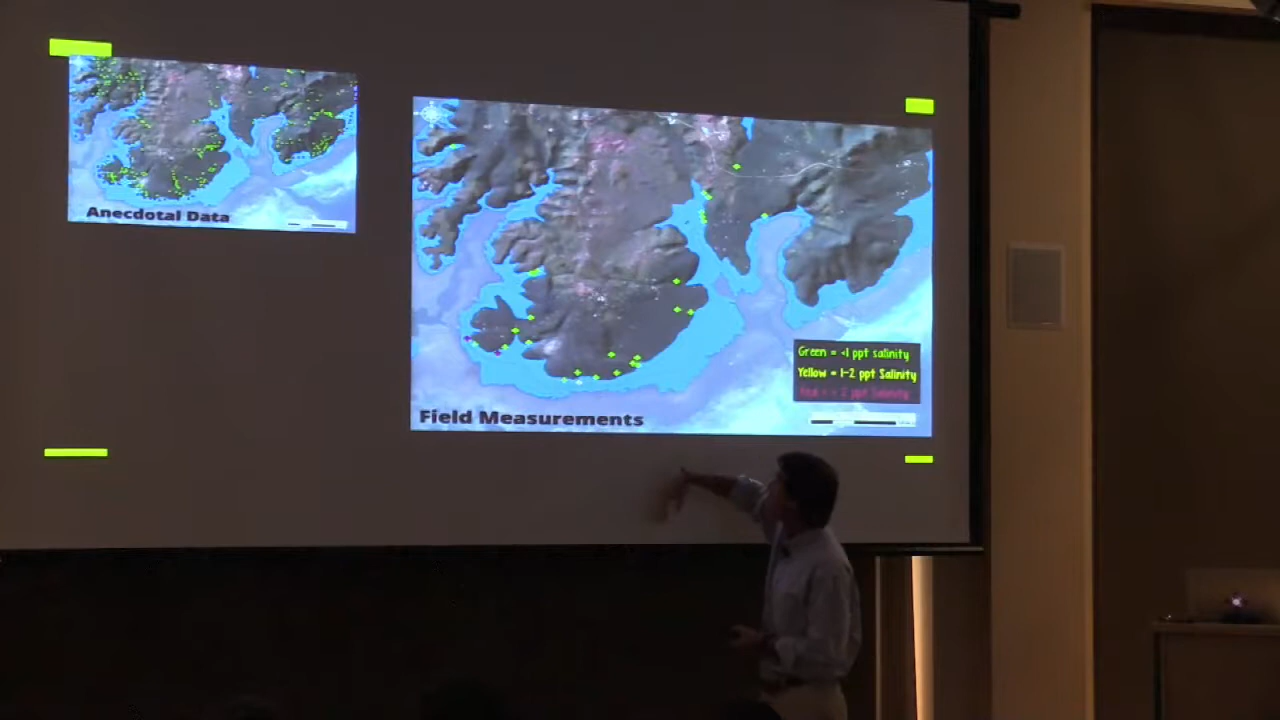 Anecdotal Data
Green = <1 ppt salinity
Yellow = 1-2 ppt Salinity
Field Measurements